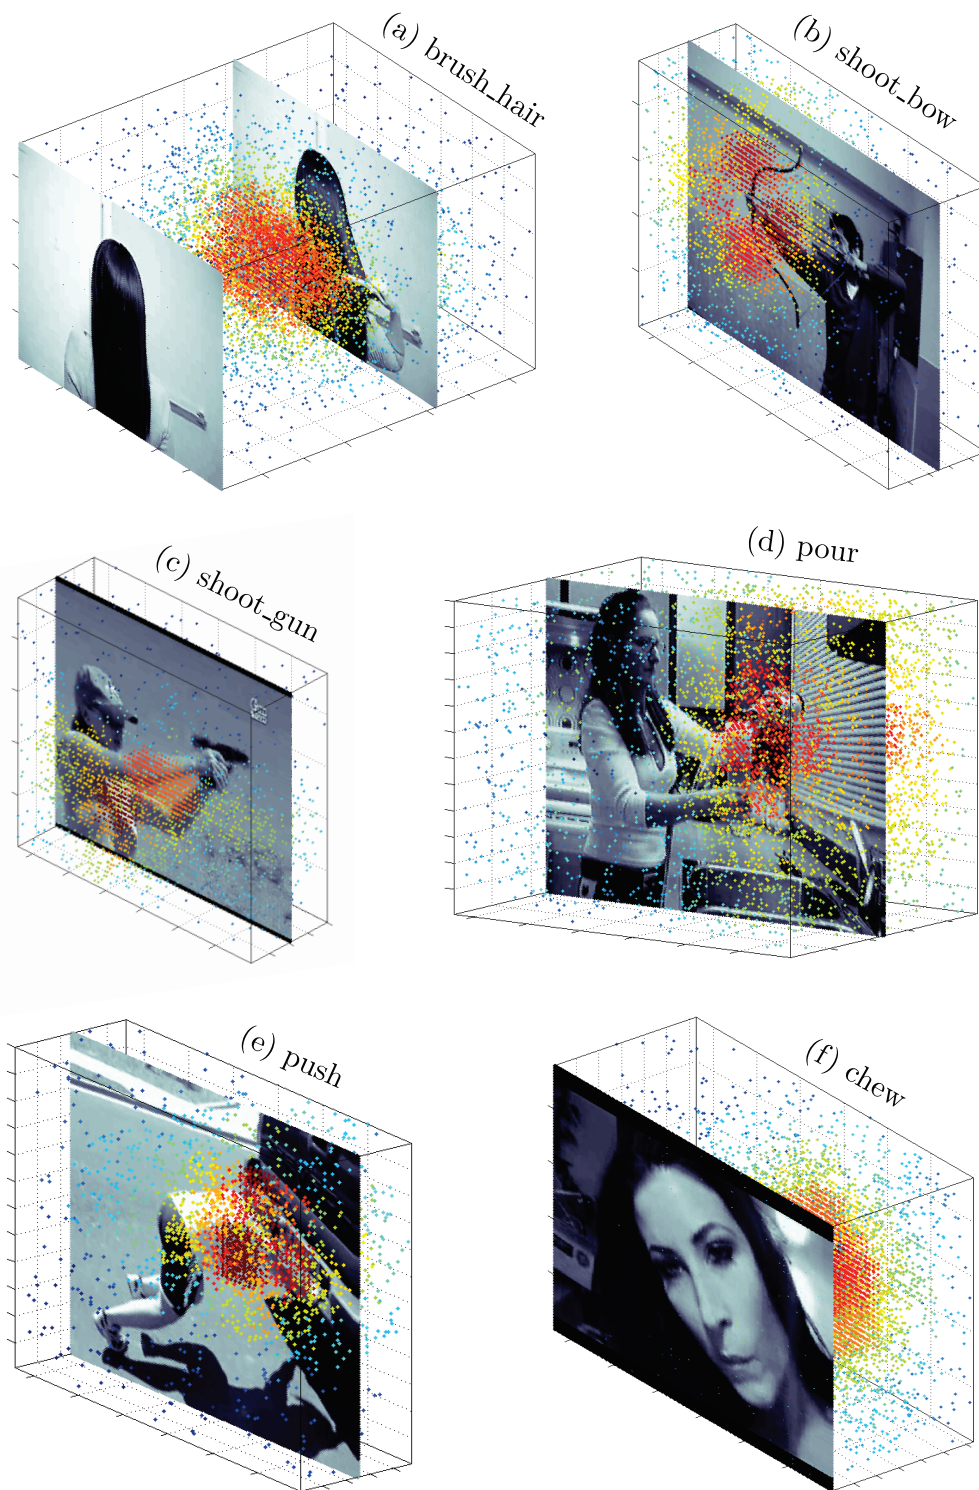 (a) brush_hair
(b) shoot_bow
(c) shoot_gun
(d) pour
(e) push
(f) chew